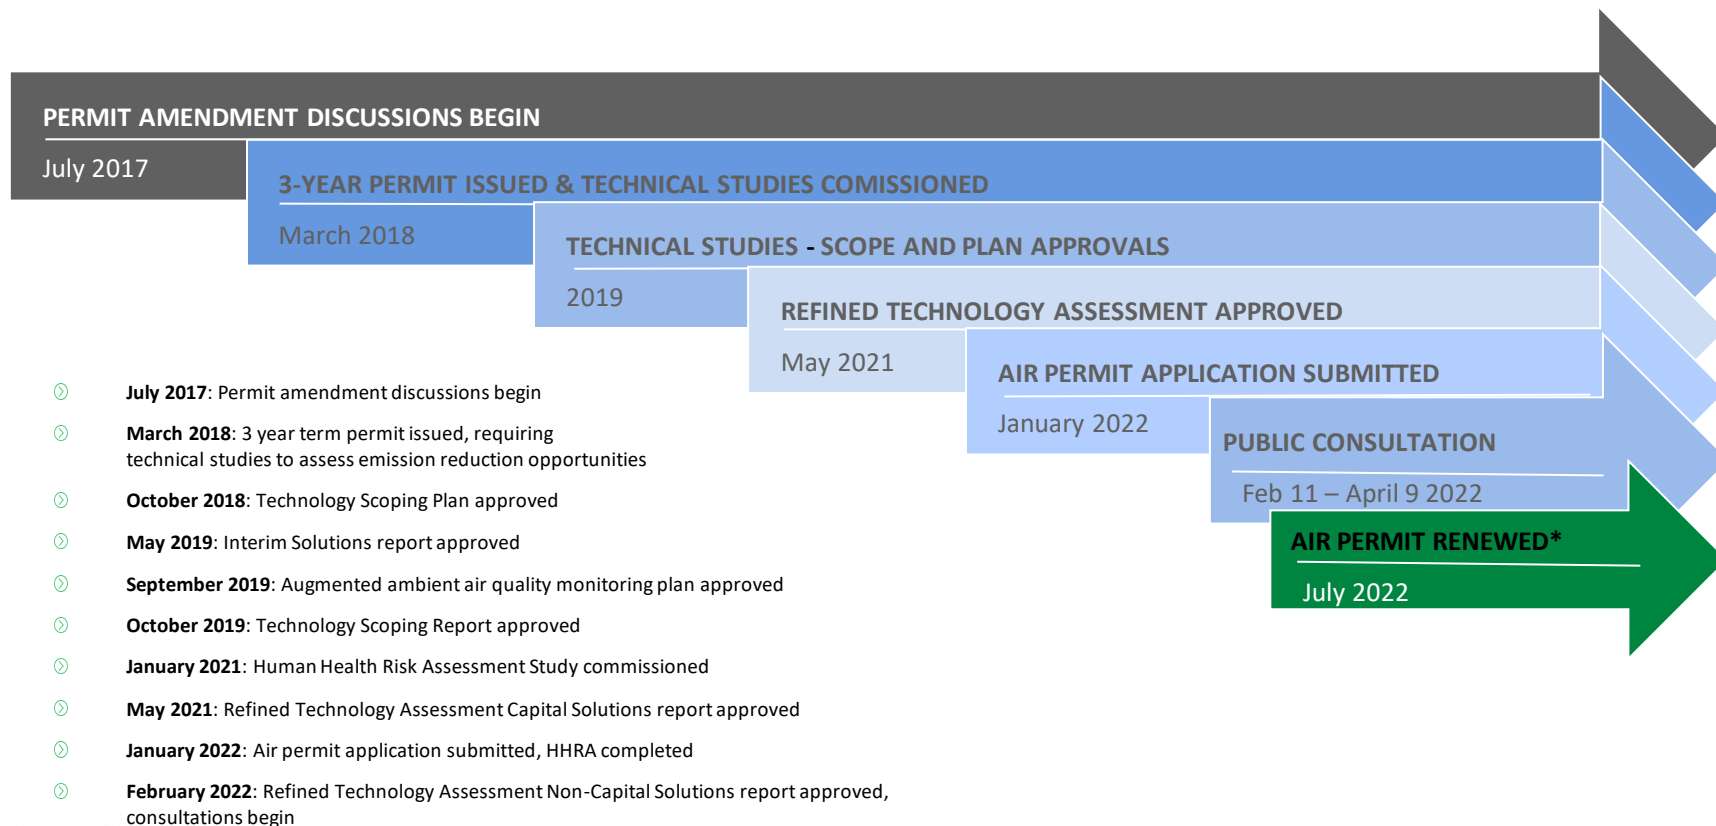 PERMIT AMENDMENT DISCUSSIONS BEGIN
July 2017
3-YEAR PERMIT ISSUED & TECHNICAL STUDIES COMISSIONED
March 2018
TECHNICAL STUDIES - SCOPE AND PLAN APPROVALS
2019
REFINED TECHNOLOGY ASSESSMENT APPROVED
May 2021
AIR PERMIT APPLICATION SUBMITTED
January 2022
PUBLIC CONSULTATION
Feb 11 – April 9 2022
AIR PERMIT RENEWED*
July 2022
July 2017: Permit amendment discussions begin
March 2018: 3 year term permit issued, requiring
technical studies to assess emission reduction opportunities
October 2018: Technology Scoping Plan approved
May 2019: Interim Solutions report approved
September 2019: Augmented ambient air quality monitoring plan approved
October 2019: Technology Scoping Report approved
January 2021: Human Health Risk Assessment Study commissioned
May 2021: Refined Technology Assessment Capital Solutions report approved
January 2022: Air permit application submitted, HHRA completed
February 2022: Refined Technology Assessment Non-Capital Solutions report approved,
consultations begin